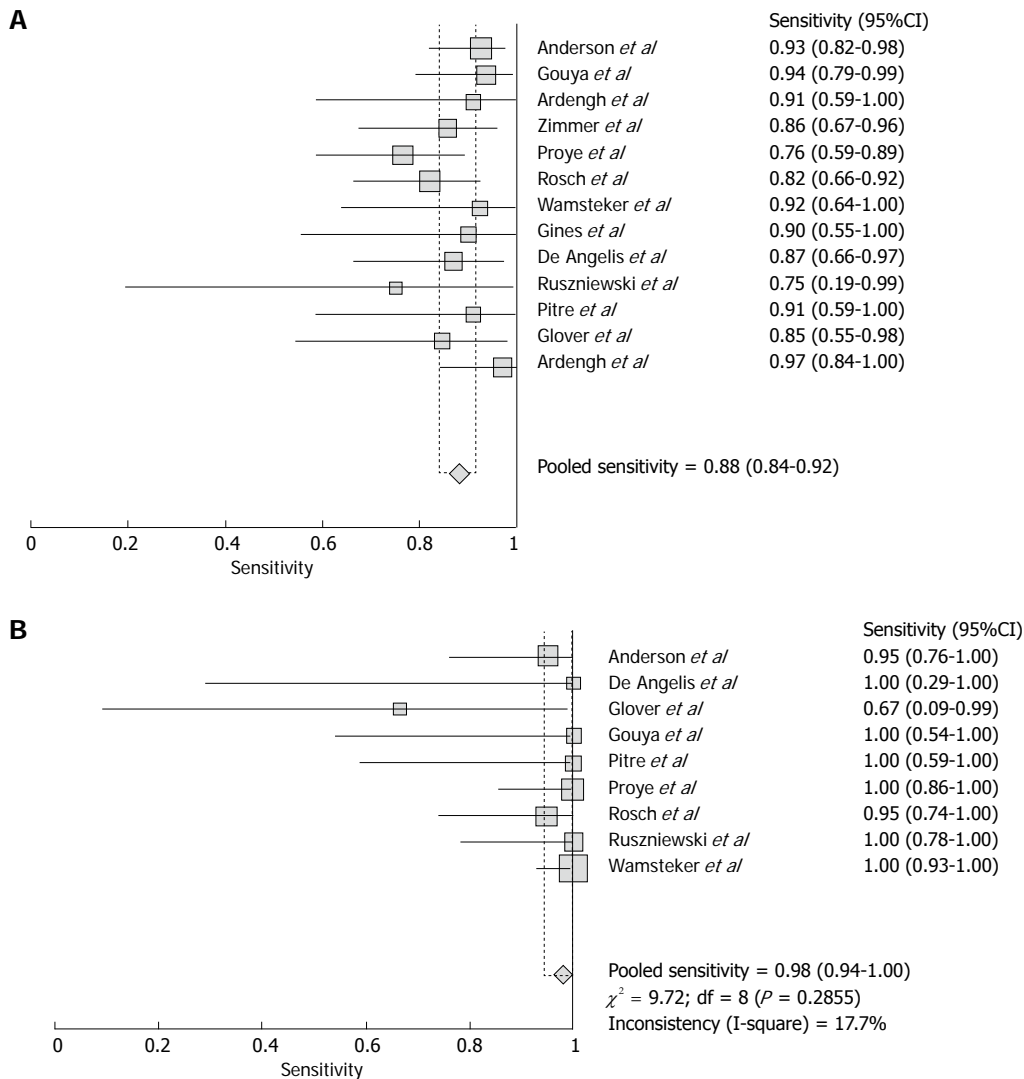 A
Sensitivity (95%CI)
Anderson et al 0.93 (0.82-0.98)
Gouya et al 0.94 (0.79-0.99)
Ardengh et al 0.91 (0.59-1.00)
Zimmer et al 0.86 (0.67-0.96)
Proye et al 0.76 (0.59-0.89)
Rosch et al 0.82 (0.66-0.92)
Wamsteker et al 0.92 (0.64-1.00)
Gines et al 0.90 (0.55-1.00)
De Angelis et al 0.87 (0.66-0.97)
Ruszniewski et al 0.75 (0.19-0.99)
Pitre et al 0.91 (0.59-1.00)
Glover et al 0.85 (0.55-0.98)
Ardengh et al 0.97 (0.84-1.00)
Pooled sensitivity = 0.88 (0.84-0.92)
0 0.2 0.4 0.6 0.8 1
Sensitivity
B
Sensitivity (95%CI)
Anderson et al 0.95 (0.76-1.00)
De Angelis et al 1.00 (0.29-1.00)
Glover et al 0.67 (0.09-0.99)
Gouya et al 1.00 (0.54-1.00)
Pitre et al 1.00 (0.59-1.00)
Proye et al 1.00 (0.86-1.00)
Rosch et al 0.95 (0.74-1.00)
Ruszniewski et al 1.00 (0.78-1.00)
Wamsteker et al 1.00 (0.93-1.00)
Pooled sensitivity = 0.98 (0.94-1.00)
χ² = 9.72; df = 8 (P = 0.2855)
Inconsistency (I-square) = 17.7%
0 0.2 0.4 0.6 0.8 1
Sensitivity